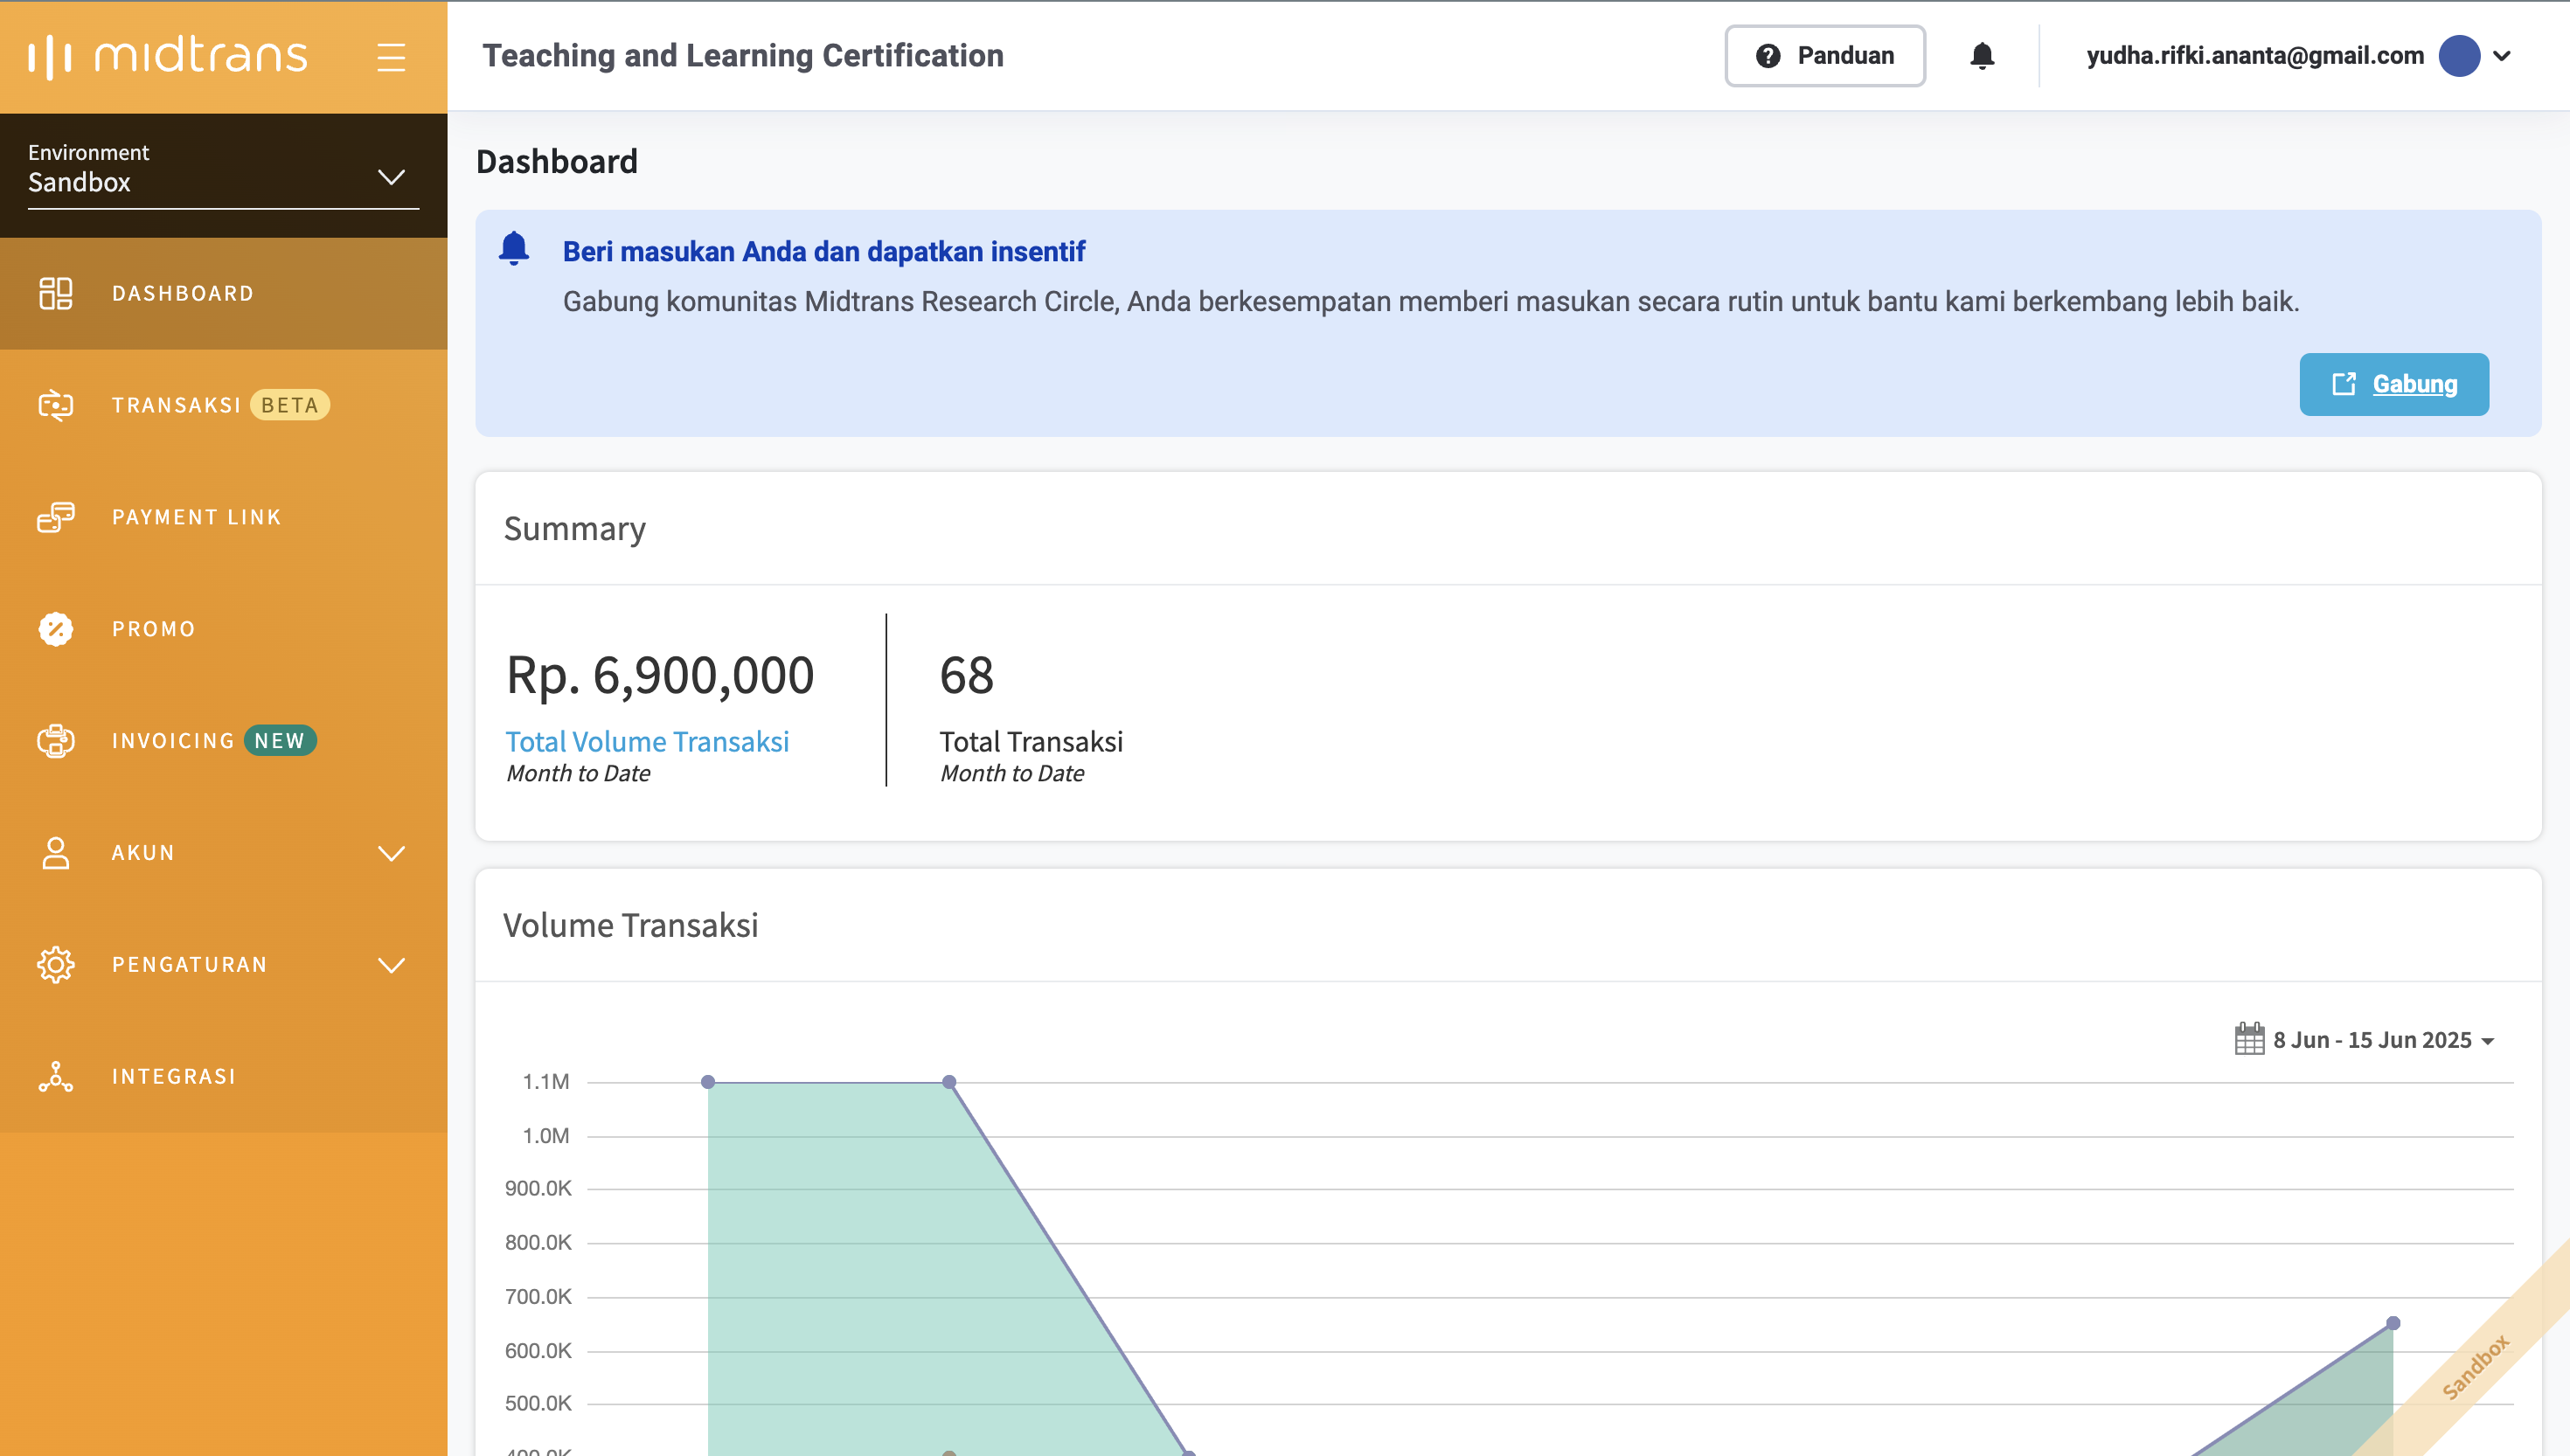 midtrans
Teaching and Learning Certification
Panduan
yudha.rifki.ananta@gmail.com
Environment
Sandbox
DASHBOARD
TRANSAKSI BETA
PAYMENT LINK
PROMO
INVOICING NEW
AKUN
PENGATURAN
INTEGRASI
Dashboard
Beri masukan Anda dan dapatkan insentif
Gabung komunitas Midtrans Research Circle, Anda berkesempatan memberi masukan secara rutin untuk bantu kami berkembang lebih baik.
Gabung
Summary
Rp. 6,900,000
Total Volume Transaksi
Month to Date
68
Total Transaksi
Month to Date
Volume Transaksi
8 Jun - 15 Jun 2025
1.1M
1.0M
900.0K
800.0K
700.0K
600.0K
500.0K
400.0K
Sandbox